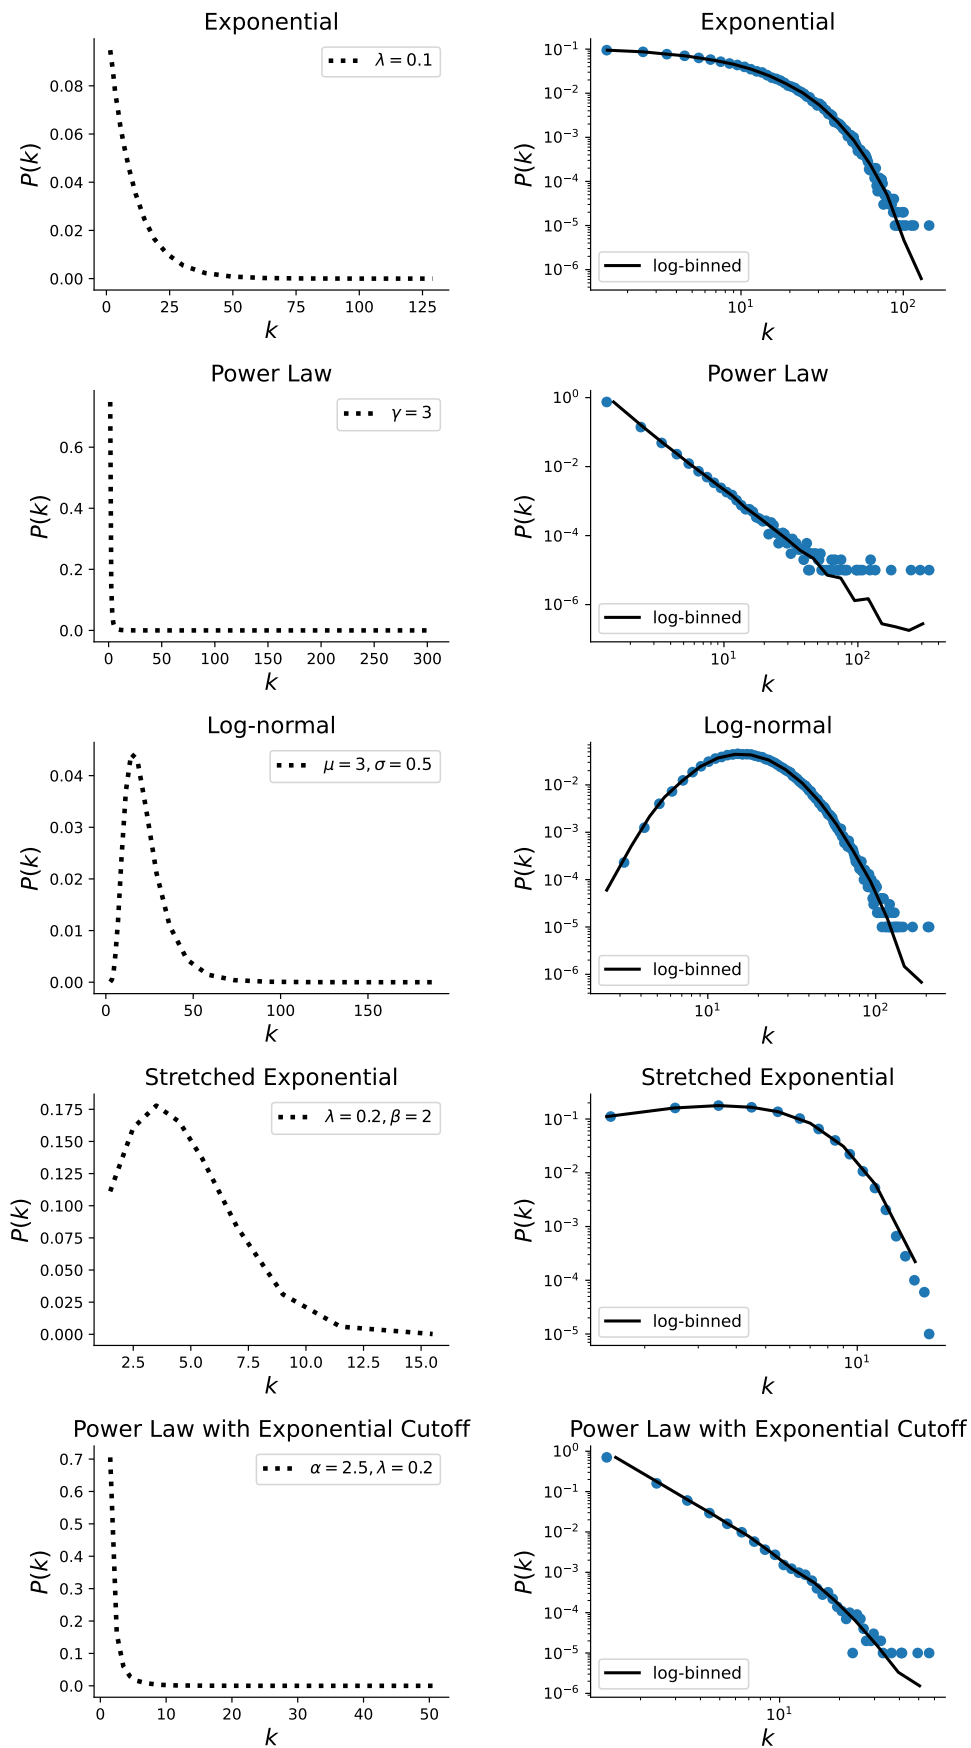 Exponential
P(k)
0.08
0.06
0.04
0.02
0.00
λ = 0.1
0 25 50 75 100 125
k
Exponential
P(k)
10⁻¹
10⁻²
10⁻³
10⁻⁴
10⁻⁵
10⁻⁶
log-binned
10¹ 10²
k
Power Law
P(k)
0.6
0.4
0.2
0.0
γ = 3
0 50 100 150 200 250 300
k
Power Law
P(k)
10⁰
10⁻²
10⁻⁴
10⁻⁶
log-binned
10¹ 10²
k
Log-normal
P(k)
0.04
0.03
0.02
0.01
0.00
μ = 3, σ = 0.5
0 50 100 150
k
Log-normal
P(k)
10⁻²
10⁻³
10⁻⁴
10⁻⁵
10⁻⁶
log-binned
10¹ 10²
k
Stretched Exponential
P(k)
0.175
0.150
0.125
0.100
0.075
0.050
0.025
0.000
λ = 0.2, β = 2
2.5 5.0 7.5 10.0 12.5 15.0
k
Stretched Exponential
P(k)
10⁻¹
10⁻²
10⁻³
10⁻⁴
10⁻⁵
log-binned
10¹
k
Power Law with Exponential Cutoff
P(k)
0.7
0.6
0.5
0.4
0.3
0.2
0.1
0.0
α = 2.5, λ = 0.2
0 10 20 30 40 50
k
Power Law with Exponential Cutoff
P(k)
10⁰
10⁻¹
10⁻²
10⁻³
10⁻⁴
10⁻⁵
10⁻⁶
log-binned
10¹
k